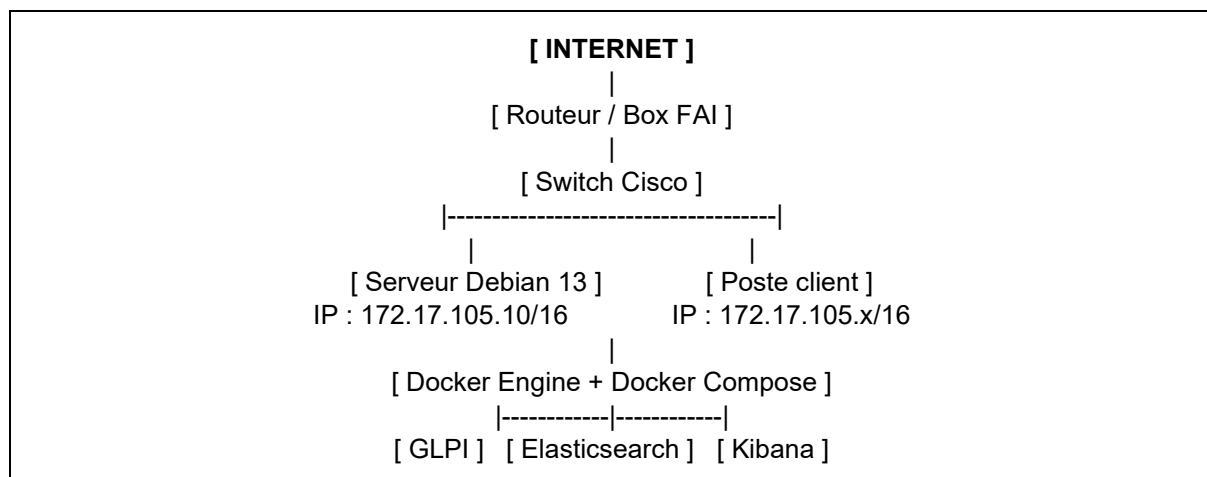 [ INTERNET ]
|
[ Routeur / Box FAI ]
|
[ Switch Cisco ]
|-------------------------------------|
| |
[ Serveur Debian 13 ] [ Poste client ]
IP : 172.17.105.10/16 IP : 172.17.105.x/16
|
[ Docker Engine + Docker Compose ]
|------------|------------|
[ GLPI ] [ Elasticsearch ] [ Kibana ]